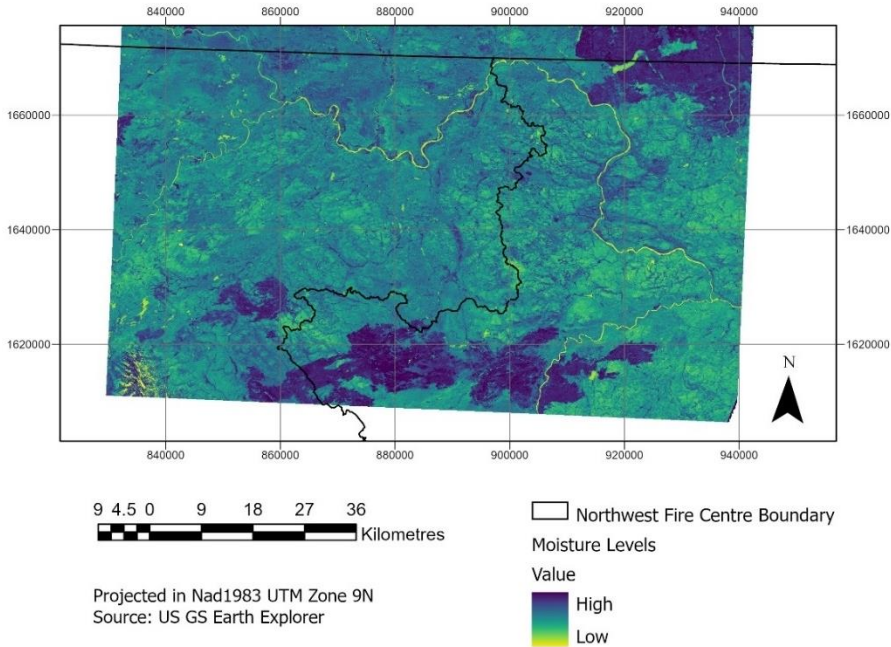 840000 860000 880000 900000 920000 940000
1660000 1660000
1640000 1640000
1620000 1620000
N
840000 860000 880000 900000 920000 940000
9 4.5 0 9 18 27 36
Kilometres
Northwest Fire Centre Boundary
Moisture Levels
Value
High
Low
Projected in Nad1983 UTM Zone 9N
Source: US GS Earth Explorer